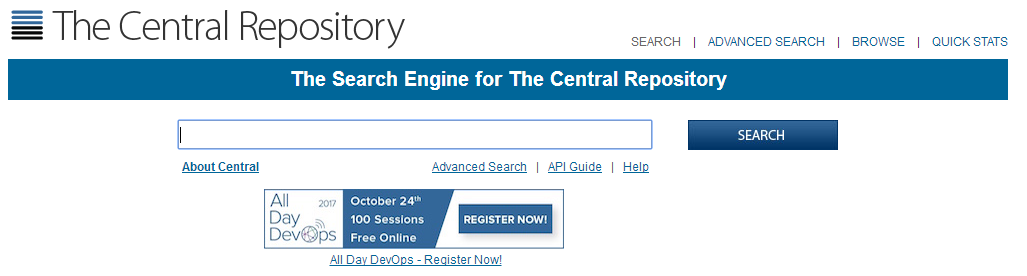 The Central Repository
SEARCH | ADVANCED SEARCH | BROWSE | QUICK STATS
The Search Engine for The Central Repository
SEARCH
About Central
Advanced Search | API Guide | Help
All Day DevOps 2017
October 24th
100 Sessions
Free Online
REGISTER NOW!
All Day DevOps - Register Now!